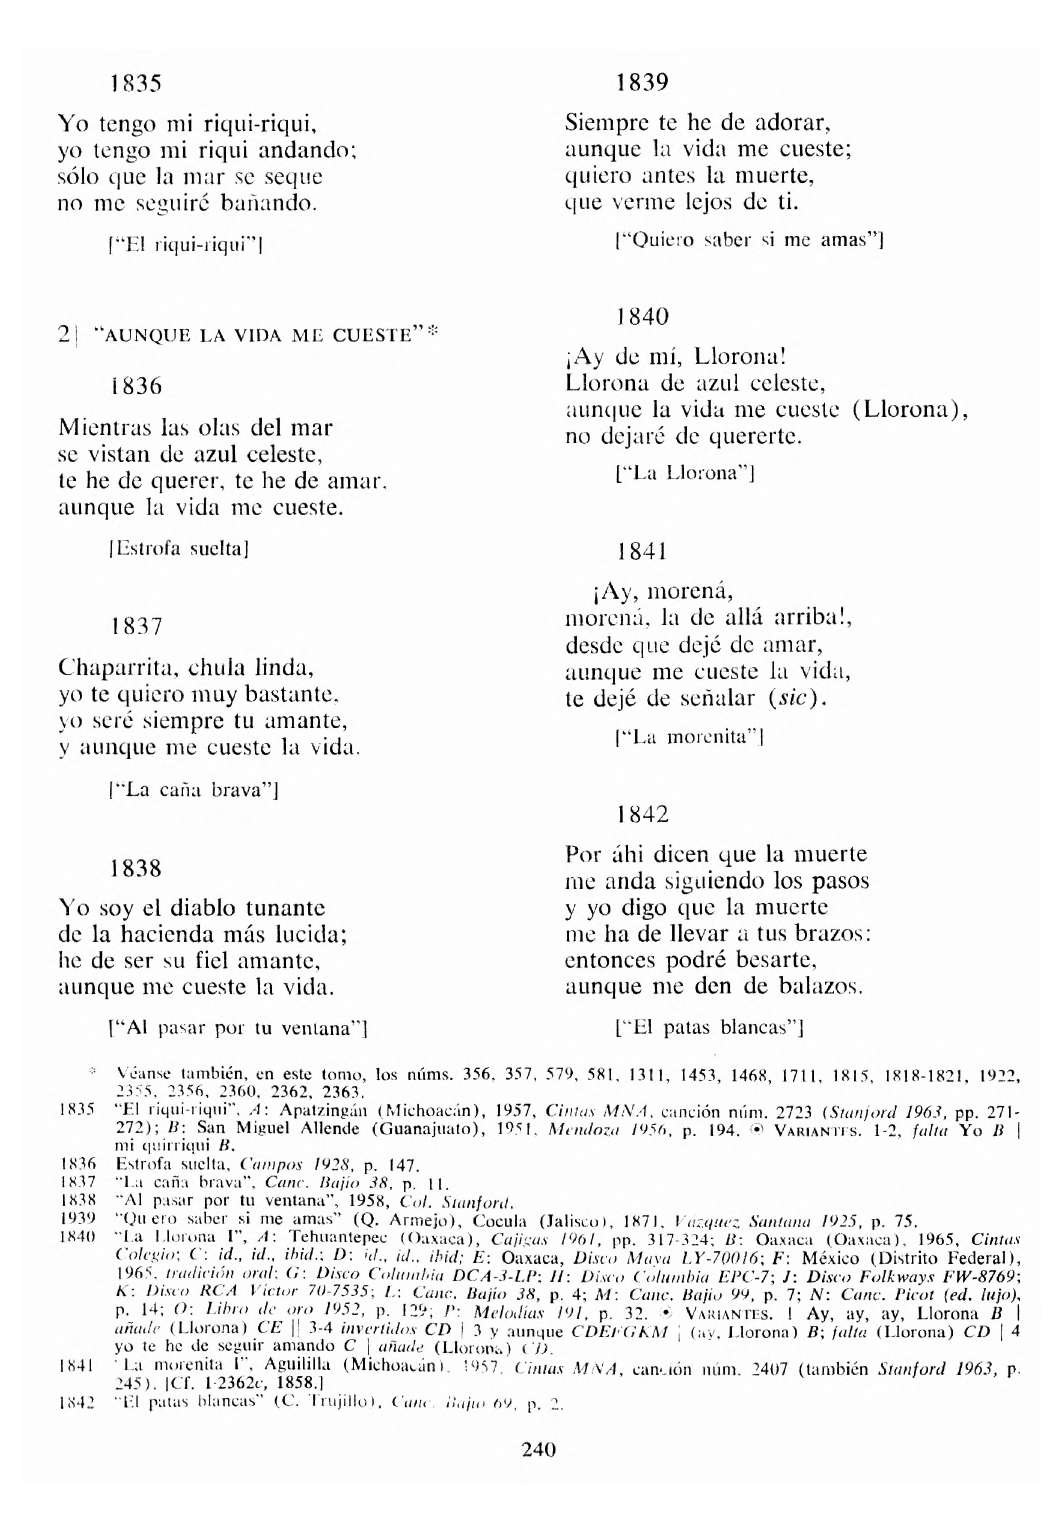 1835
Yo tengo mi riqui-riqui,
yo tengo mi riqui andando;
sólo que la mar se seque
no me seguiré bañando.
["El riqui-riqui"]
2| "AUNQUE LA VIDA ME CUESTE"*
1836
Mientras las olas del mar
se vistan de azul celeste,
te he de querer, te he de amar,
aunque la vida me cueste.
[Estrofa suelta]
1837
Chaparrita, chula linda,
yo te quiero muy bastante,
yo seré siempre tu amante,
y aunque me cueste la vida.
["La caña brava"]
1838
Yo soy el diablo tunante
de la hacienda más lucida;
he de ser su fiel amante,
aunque me cueste la vida.
["Al pasar por tu ventana"]
1839
Siempre te he de adorar,
aunque la vida me cueste;
quiero antes la muerte,
que verme lejos de ti.
["Quiero saber si me amas"]
1840
¡Ay de mí, Llorona!
Llorona de azul celeste,
aunque la vida me cueste (Llorona),
no dejaré de quererte.
["La Llorona"]
1841
¡Ay, morená,
morená, la de allá arriba!,
desde que dejé de amar,
aunque me cueste la vida,
te dejé de señalar (sic).
["La morenita"]
1842
Por áhi dicen que la muerte
me anda siguiendo los pasos
y yo digo que la muerte
me ha de llevar a tus brazos:
entonces podré besarte,
aunque me den de balazos.
["El patas blancas"]
* Véanse también, en este tomo, los núms. 356, 357, 579, 581, 1311, 1453, 1468, 1711, 1815, 1818-1821, 1922,
2355, 2356, 2360, 2362, 2363.
1835 "El riqui-riqui", A: Apatzingán (Michoacán), 1957, Cintas MNA, canción núm. 2723 (Stanford 1963, pp. 271-
272); B: San Miguel Allende (Guanajuato), 1951, Mendoza 1956, p. 194. VARIANTES. 1-2, falta Yo B |
mi quirriqui B.
1836 Estrofa suelta, Campos 1928, p. 147.
1837 "La caña brava", Canc. Bajío 38, p. 11.
1838 "Al pasar por tu ventana", 1958, Col. Stanford.
1939 "Quiero saber si me amas" (Q. Armejo), Cocula (Jalisco), 1871, Vázquez Santana 1925, p. 75.
1840 "La Llorona I", A: Tehuantepec (Oaxaca), Cajigas 1961, pp. 317-324; B: Oaxaca (Oaxaca), 1965, Cintas
Colegio; C: id., id., ibid.; D: id., id., ibid; E: Oaxaca, Disco Maya LY-70016; F: México (Distrito Federal),
1965, tradición oral; G: Disco Columbia DCA-3-LP; H: Disco Columbia EPC-7; J: Disco Folkways FW-8769;
K: Disco RCA Victor 70-7535; L: Canc. Bajío 38, p. 4; M: Canc. Bajío 99, p. 7; N: Canc. Picot (ed. lujo),
p. 14; O: Libro de oro 1952, p. 129; P: Melodías 191, p. 32. VARIANTES. 1 Ay, ay, ay, Llorona B |
añade (Llorona) CE || 3-4 invertidos CD | 3 y aunque CDEFGKM | (ay, Llorona) B; falta (Llorona) CD | 4
yo te he de seguir amando C | añade (Llorona) CD.
1841 "La morenita I", Aguililla (Michoacán), 1957, Cintas MNA, canción núm. 2407 (también Stanford 1963, p.
245). [Cf. 1-2362c, 1858.]
1842 "El patas blancas" (C. Trujillo), Canc. Bajío 69, p. 2.
240